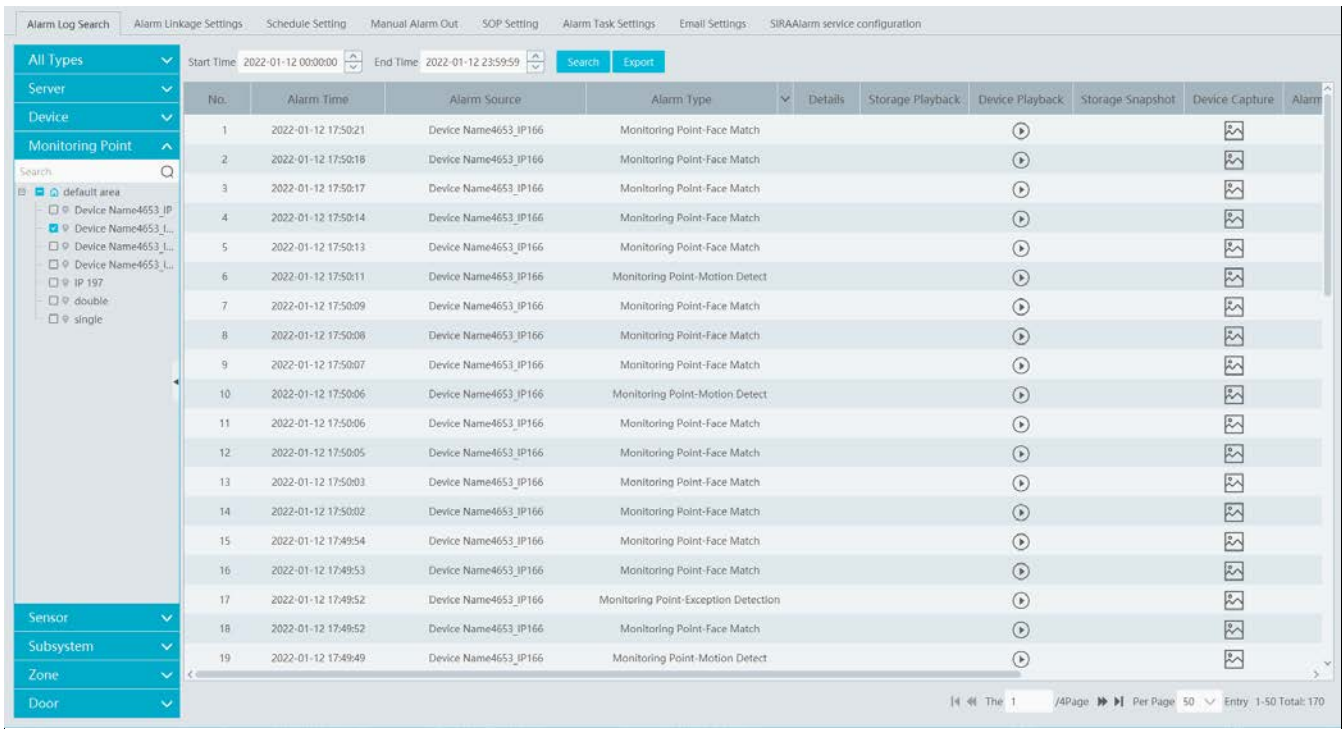 Alarm Log Search Alarm Linkage Settings Schedule Setting Manual Alarm Out SOP Setting Alarm Task Settings Email Settings SIRAAlarm service configuration
All Types Start Time 2022-01-12 00:00:00 End Time 2022-01-12 23:59:59 Search Export
Server
Device
Monitoring Point
Search
default area
Device Name4653_IP
Device Name4653_I...
Device Name4653_I...
Device Name4653_I...
IP 197
double
single
Sensor
Subsystem
Zone
Door
No. Alarm Time Alarm Source Alarm Type Details Storage Playback Device Playback Storage Snapshot Device Capture Alarm
1 2022-01-12 17:50:21 Device Name4653_IP166 Monitoring Point-Face Match
2 2022-01-12 17:50:18 Device Name4653_IP166 Monitoring Point-Face Match
3 2022-01-12 17:50:17 Device Name4653_IP166 Monitoring Point-Face Match
4 2022-01-12 17:50:14 Device Name4653_IP166 Monitoring Point-Face Match
5 2022-01-12 17:50:13 Device Name4653_IP166 Monitoring Point-Face Match
6 2022-01-12 17:50:11 Device Name4653_IP166 Monitoring Point-Motion Detect
7 2022-01-12 17:50:09 Device Name4653_IP166 Monitoring Point-Face Match
8 2022-01-12 17:50:08 Device Name4653_IP166 Monitoring Point-Face Match
9 2022-01-12 17:50:07 Device Name4653_IP166 Monitoring Point-Face Match
10 2022-01-12 17:50:06 Device Name4653_IP166 Monitoring Point-Motion Detect
11 2022-01-12 17:50:06 Device Name4653_IP166 Monitoring Point-Face Match
12 2022-01-12 17:50:05 Device Name4653_IP166 Monitoring Point-Face Match
13 2022-01-12 17:50:03 Device Name4653_IP166 Monitoring Point-Face Match
14 2022-01-12 17:50:02 Device Name4653_IP166 Monitoring Point-Face Match
15 2022-01-12 17:49:54 Device Name4653_IP166 Monitoring Point-Face Match
16 2022-01-12 17:49:53 Device Name4653_IP166 Monitoring Point-Face Match
17 2022-01-12 17:49:52 Device Name4653_IP166 Monitoring Point-Exception Detection
18 2022-01-12 17:49:52 Device Name4653_IP166 Monitoring Point-Face Match
19 2022-01-12 17:49:49 Device Name4653_IP166 Monitoring Point-Motion Detect
The 1 /4Page Per Page 50 Entry 1-50 Total: 170